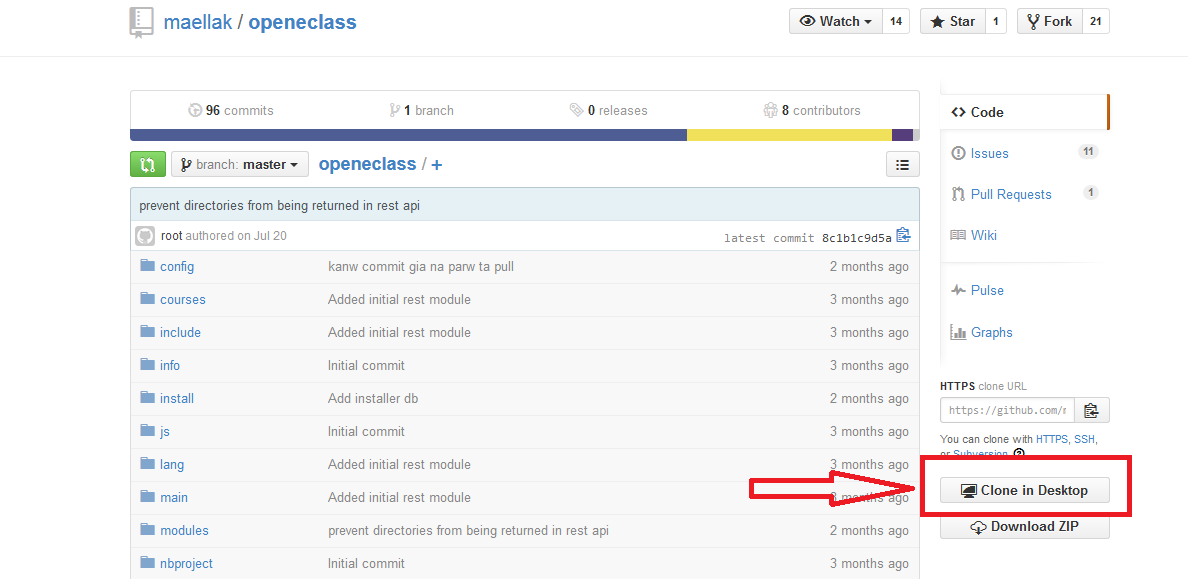 maellak / openeclass
Watch 14 Star 1 Fork 21
96 commits 1 branch 0 releases 8 contributors
branch: master openeclass / +
prevent directories from being returned in rest api
root authored on Jul 20 latest commit 8c1b1c9d5a
config kanw commit gia na parw ta pull 2 months ago
courses Added initial rest module 3 months ago
include Added initial rest module 3 months ago
info Initial commit 3 months ago
install Add installer db 2 months ago
js Initial commit 3 months ago
lang Added initial rest module 3 months ago
main Added initial rest module 3 months ago
modules prevent directories from being returned in rest api 2 months ago
nbproject Initial commit 3 months ago
Code
Issues 11
Pull Requests 1
Wiki
Pulse
Graphs
HTTPS clone URL
https://github.com/
You can clone with HTTPS, SSH,
or Subversion
Clone in Desktop
Download ZIP